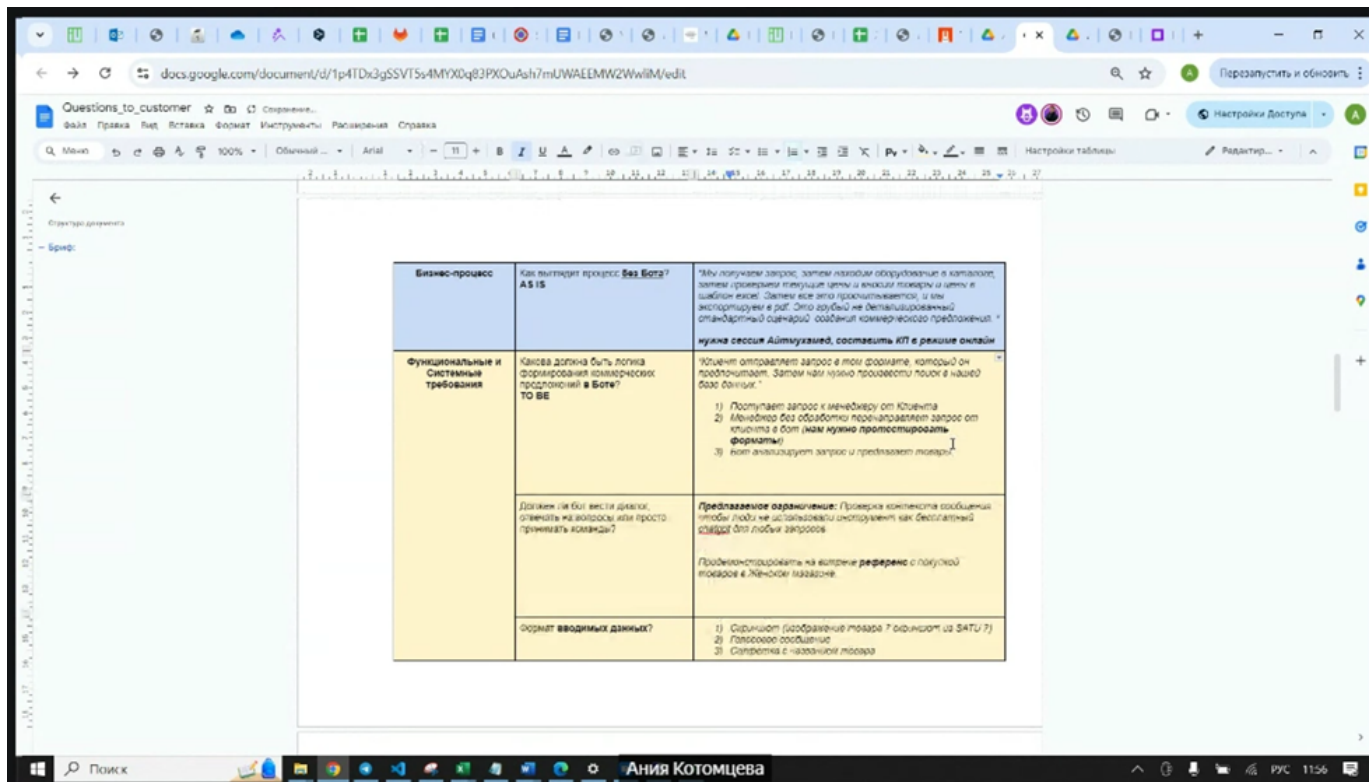 docs.google.com/document/d/1p4TDx3gSSVT5s4MYX0q83PXOuAsh7mUWAEEMW2WwliM/edit
Перезапустить и обновить
Questions_to_customer
Сохранение...
Файл Правка Вид Вставка Формат Инструменты Расширения Справка
Настройки Доступа
Меню
100%
Обычный ...
Arial
11
Настройки таблицы
Редактир...
Структура документа
Бриф:
Бизнес-процесс
Как выглядит процесс без Бота?
AS IS
"Мы получаем запрос, затем находим оборудование в каталоге,
затем проверяем текущие цены и вносим товары и цены в
шаблон excel. Затем все это просчитывается, и мы
экспортируем в pdf. Это грубый не детализированный
стандартный сценарий создания коммерческого предложения. "
нужна сессия Айтмухамед, составить КП в режиме онлайн
Функциональные и
Системные
требования
Какова должна быть логика
формирования коммерческих
предложений в Боте?
TO BE
"Клиент отправляет запрос в том формате, который он
предпочитает. Затем нам нужно произвести поиск в нашей
базе данных."
1) Поступает запрос к менеджеру от Клиента
2) Менеджер без обработки перенаправляет запрос от
клиента в бот (нам нужно протестировать
форматы)
3) Бот анализирует запрос и предлагает товары
Должен ли бот вести диалог,
отвечать на вопросы или просто
принимать команды?
Предлагаемое ограничение: Проверка контекста сообщения
чтобы люди не использовали инструмент как бесплатный
chatgpt для любых запросов
Продемонстрировать на встрече референс с покупкой
товаров в Женском магазине.
Формат вводимых данных?
1) Скриншот (изображение товара ? скриншот из SATU ?)
2) Голосовое сообщение
3) Салфетка с названием товара
Поиск
Ания Котомцева
РУС
11:56